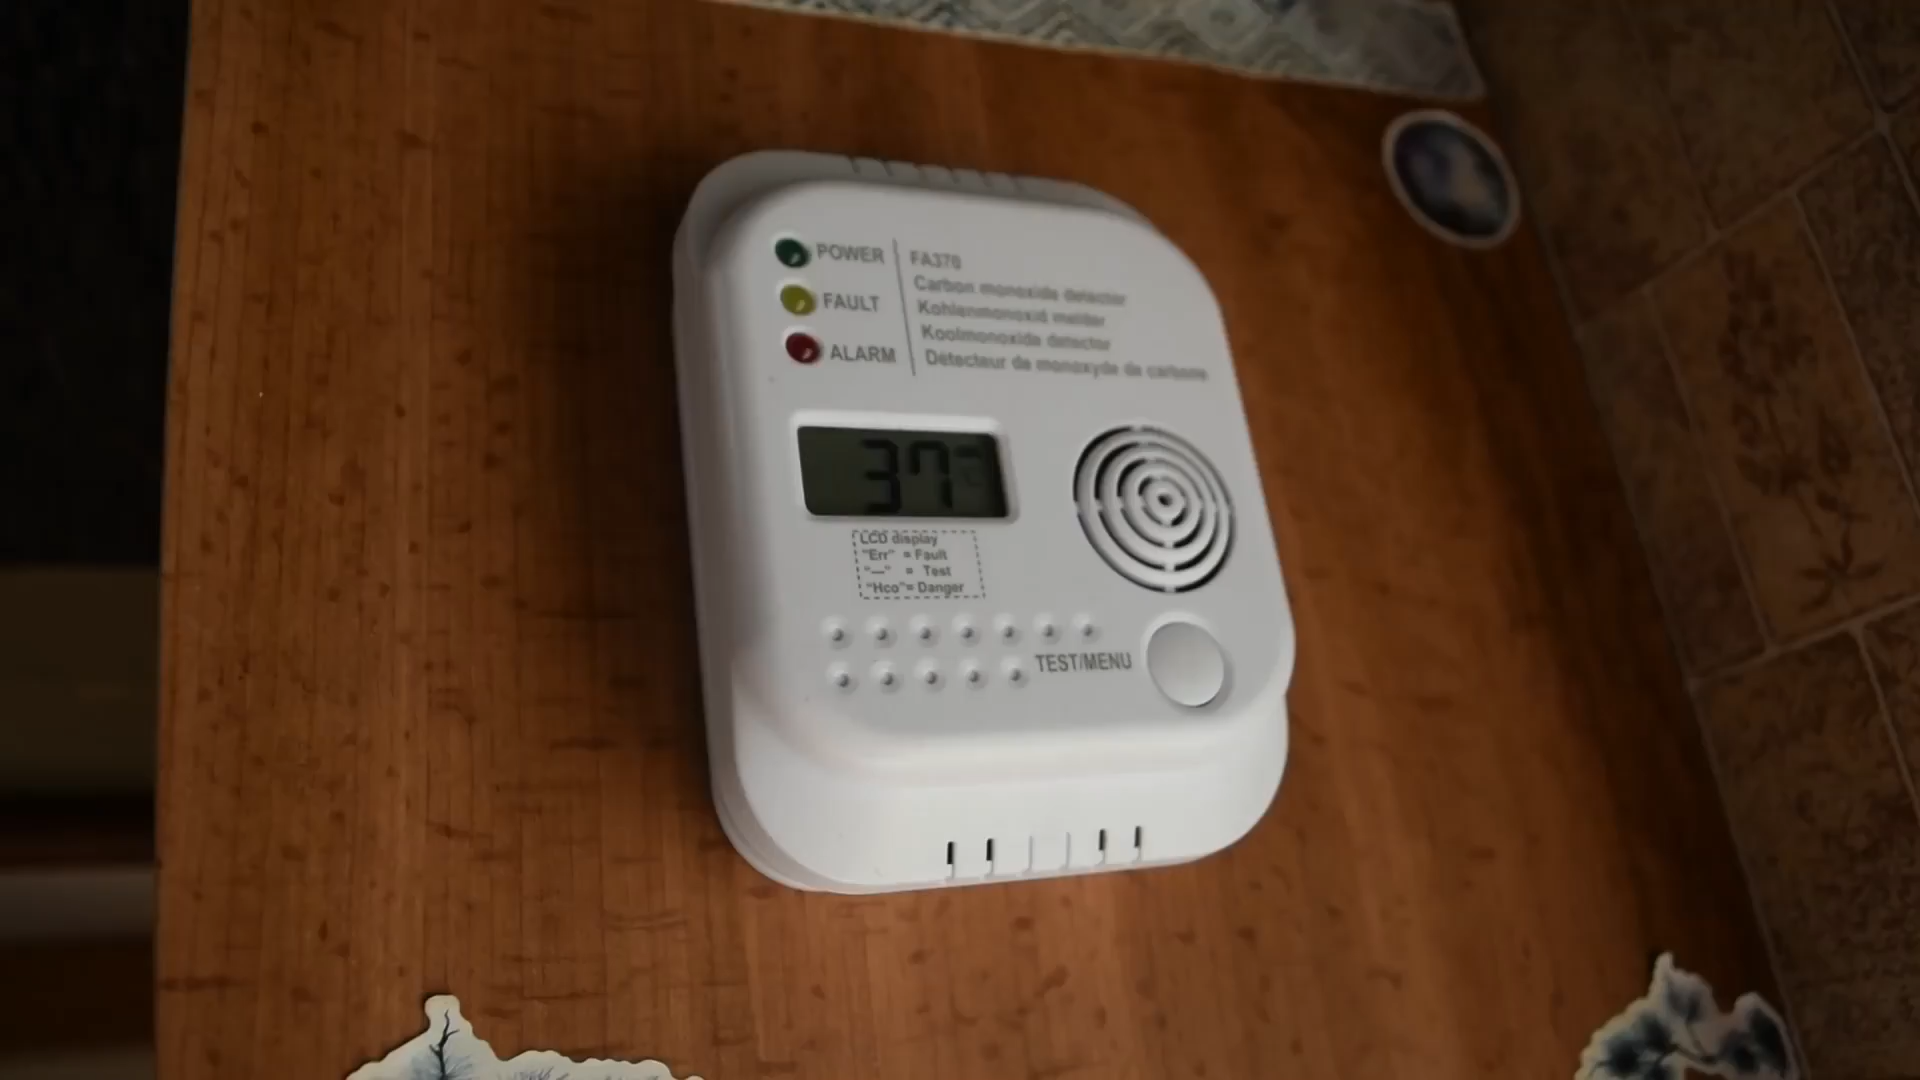 POWER
FAULT
ALARM
FA370
Carbon monoxide detector
Kohlenmonoxid melder
Koolmonoxide detector
Détecteur de monoxyde de carbone
37
LCD display
"Err" = Fault
"---" = Test
"Hco"= Danger
TEST/MENU